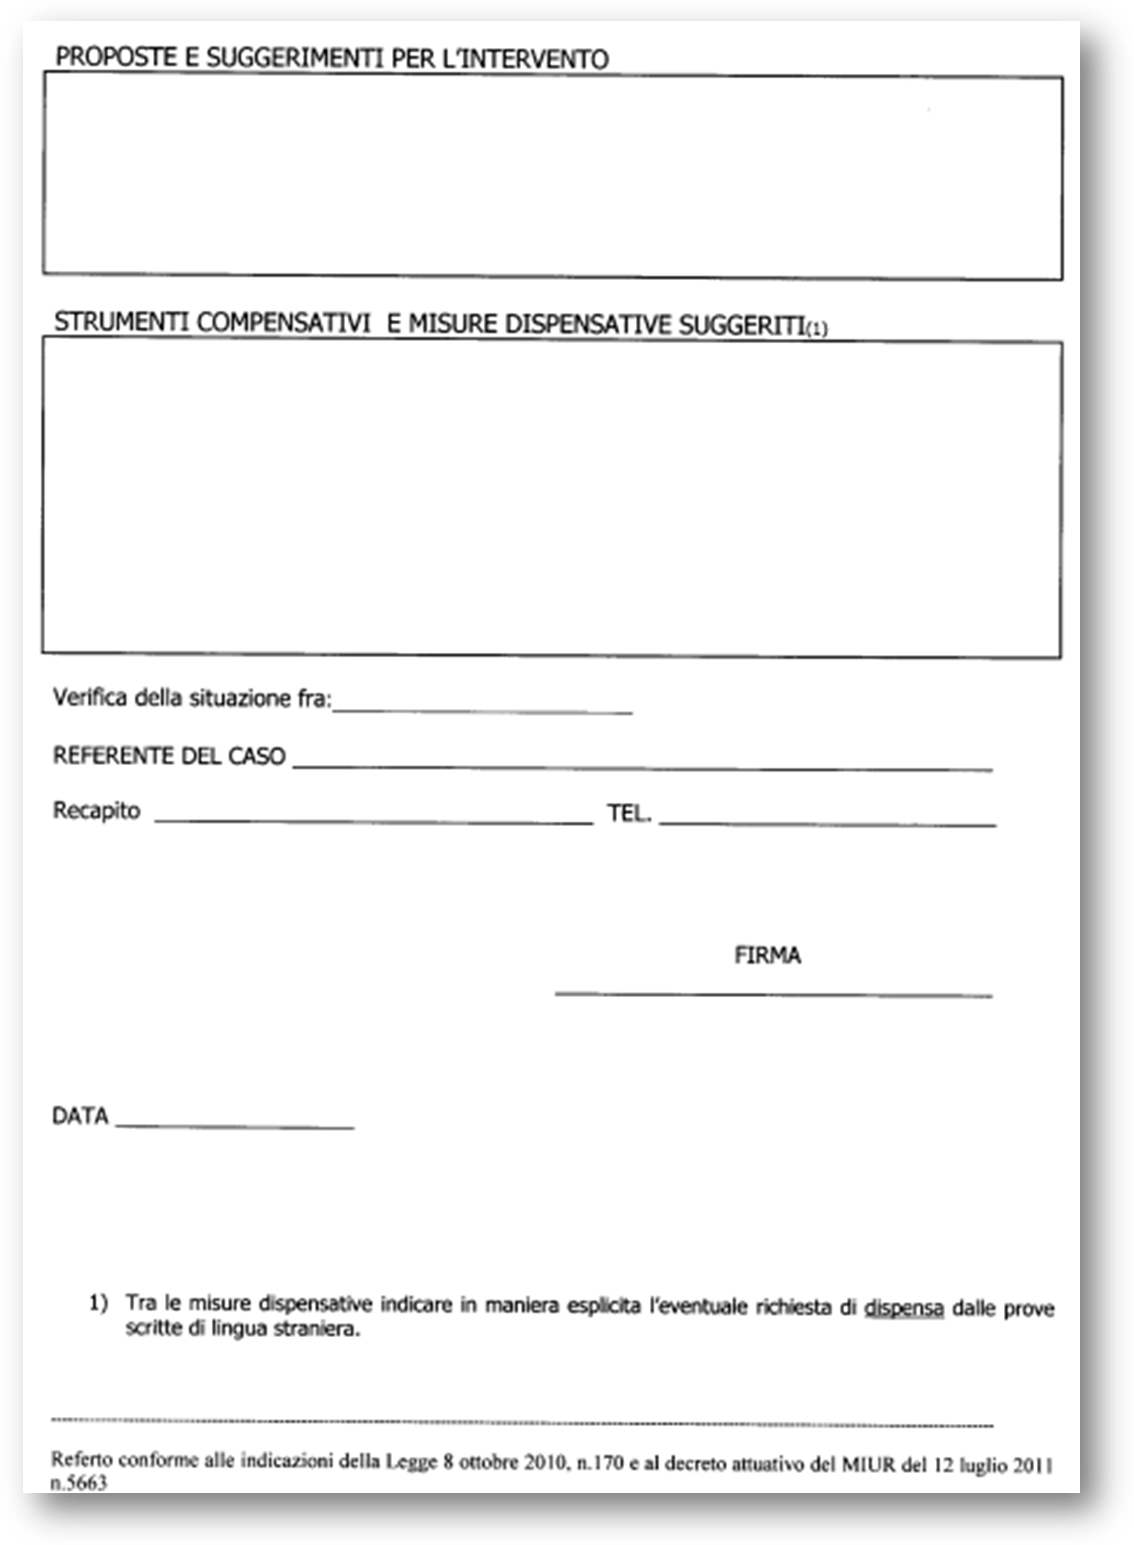 PROPOSTE E SUGGERIMENTI PER L'INTERVENTO
STRUMENTI COMPENSATIVI E MISURE DISPENSATIVE SUGGERITI(1)
Verifica della situazione fra:
REFERENTE DEL CASO
Recapito TEL.
FIRMA
DATA
1) Tra le misure dispensative indicare in maniera esplicita l'eventuale richiesta di dispensa dalle prove
scritte di lingua straniera.
Referto conforme alle indicazioni della Legge 8 ottobre 2010, n.170 e al decreto attuativo del MIUR del 12 luglio 2011
n.5663